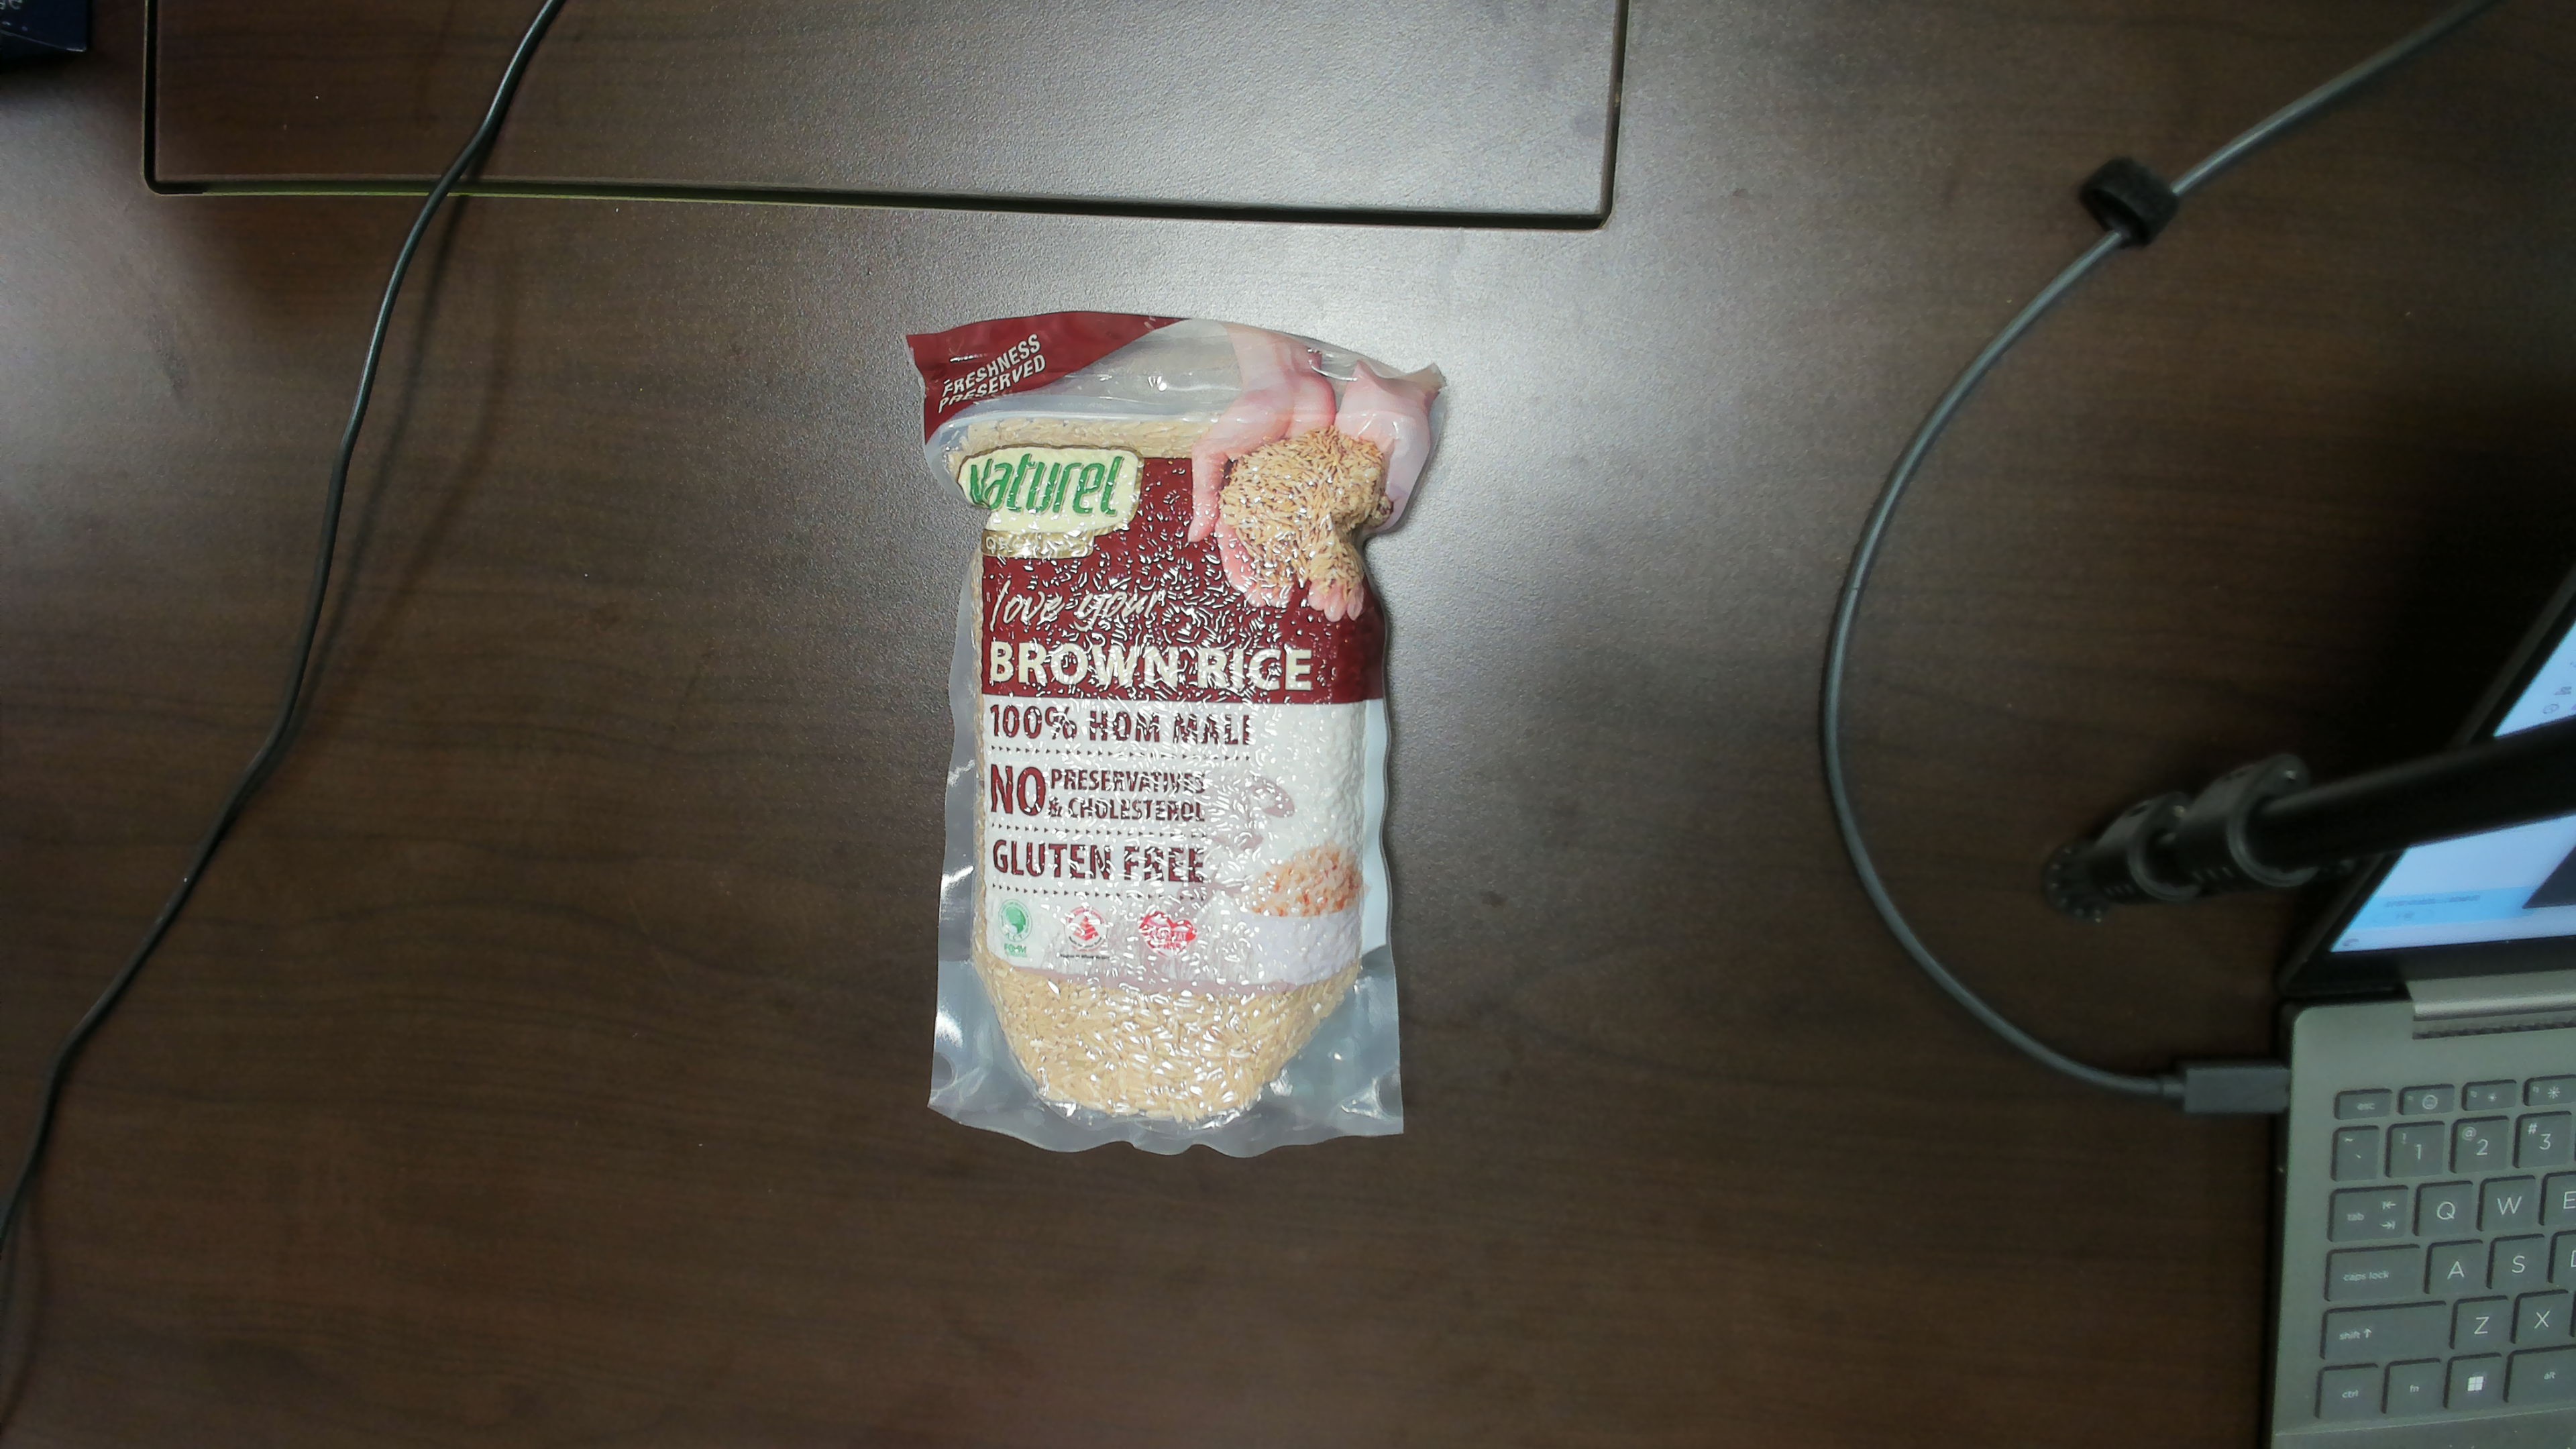 FRESHNESS
PRESERVED
Naturel
love your
BROWN RICE
100% HOM MALI
NO PRESERVATIVES
& CHOLESTEROL
GLUTEN FREE
esc
! 1 @ 2 # 3
tab Q W E
caps lock A S
shift Z X
ctrl fn alt